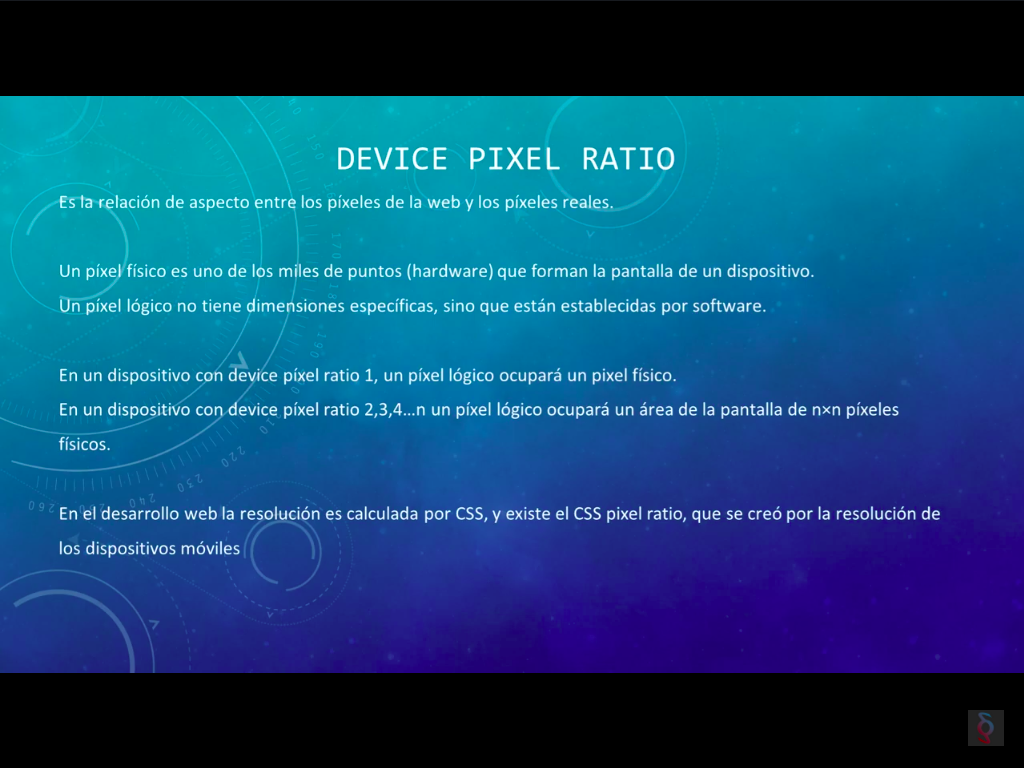 DEVICE PIXEL RATIO
Es la relación de aspecto entre los píxeles de la web y los píxeles reales.
Un píxel físico es uno de los miles de puntos (hardware) que forman la pantalla de un dispositivo.
Un píxel lógico no tiene dimensiones específicas, sino que están establecidas por software.
En un dispositivo con device píxel ratio 1, un píxel lógico ocupará un pixel físico.
En un dispositivo con device píxel ratio 2,3,4…n un píxel lógico ocupará un área de la pantalla de n×n píxeles
físicos.
En el desarrollo web la resolución es calculada por CSS, y existe el CSS pixel ratio, que se creó por la resolución de
los dispositivos móviles